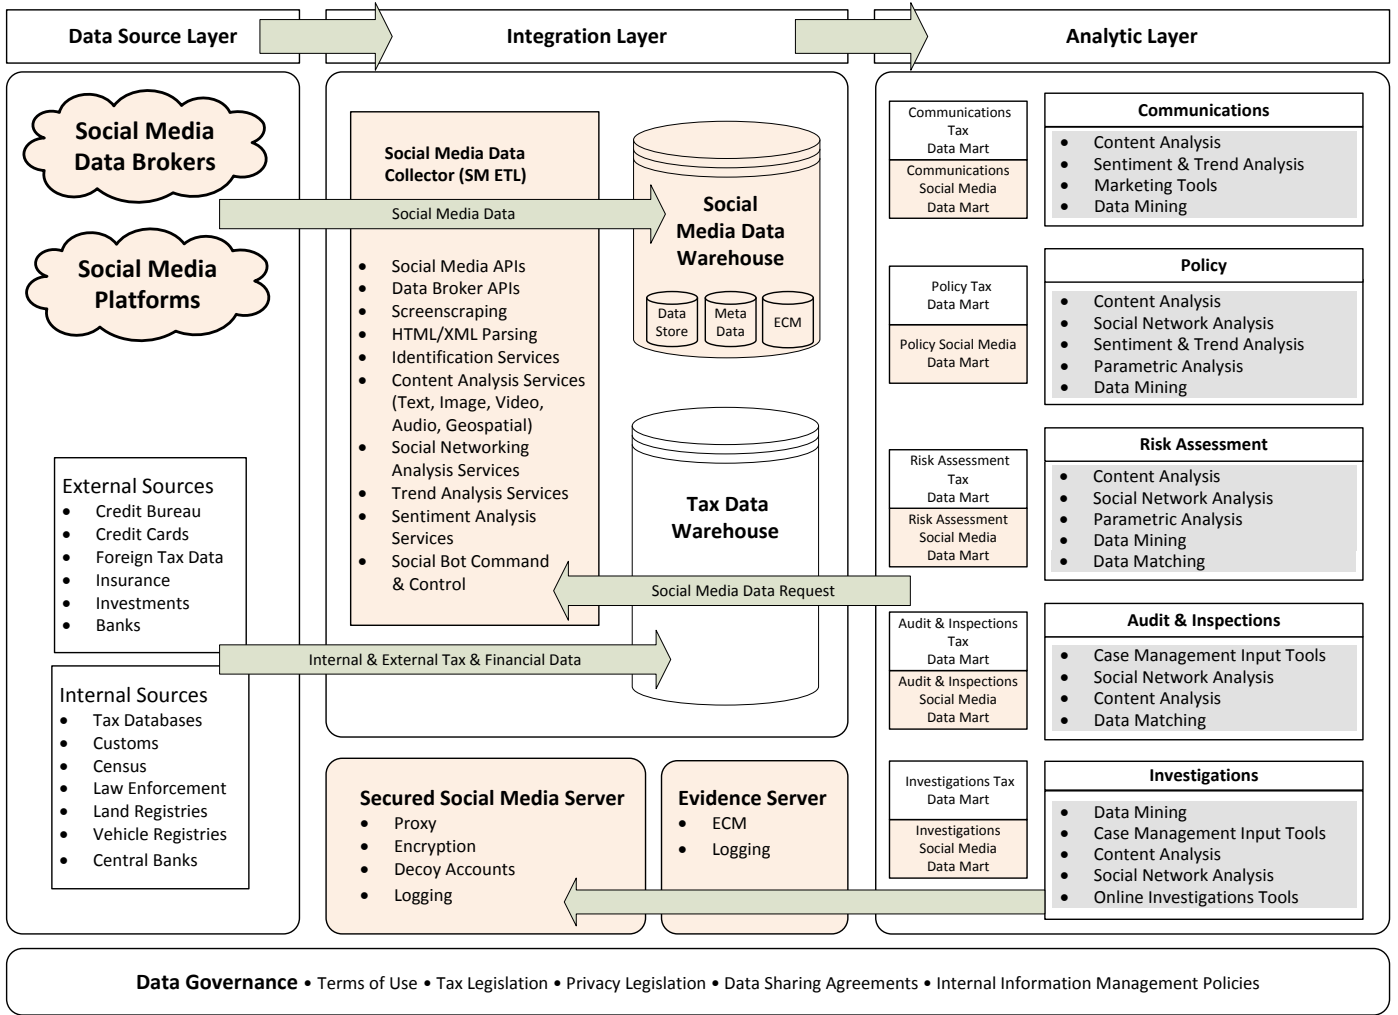 Data Source Layer
Integration Layer
Analytic Layer
Social Media
Data Brokers
Social Media
Platforms
External Sources
• Credit Bureau
• Credit Cards
• Foreign Tax Data
• Insurance
• Investments
• Banks
Internal Sources
• Tax Databases
• Customs
• Census
• Law Enforcement
• Land Registries
• Vehicle Registries
• Central Banks
Social Media Data
Collector (SM ETL)
Social Media Data
• Social Media APIs
• Data Broker APIs
• Screenscraping
• HTML/XML Parsing
• Identification Services
• Content Analysis Services
(Text, Image, Video,
Audio, Geospatial)
• Social Networking
Analysis Services
• Trend Analysis Services
• Sentiment Analysis
Services
• Social Bot Command
& Control
Social
Media Data
Warehouse
Data
Store
Meta
Data
ECM
Tax Data
Warehouse
Social Media Data Request
Internal & External Tax & Financial Data
Secured Social Media Server
• Proxy
• Encryption
• Decoy Accounts
• Logging
Evidence Server
• ECM
• Logging
Communications
Tax
Data Mart
Communications
Social Media
Data Mart
Communications
• Content Analysis
• Sentiment & Trend Analysis
• Marketing Tools
• Data Mining
Policy Tax
Data Mart
Policy Social Media
Data Mart
Policy
• Content Analysis
• Social Network Analysis
• Sentiment & Trend Analysis
• Parametric Analysis
• Data Mining
Risk Assessment
Tax
Data Mart
Risk Assessment
Social Media
Data Mart
Risk Assessment
• Content Analysis
• Social Network Analysis
• Parametric Analysis
• Data Mining
• Data Matching
Audit & Inspections
Tax
Data Mart
Audit & Inspections
Social Media
Data Mart
Audit & Inspections
• Case Management Input Tools
• Social Network Analysis
• Content Analysis
• Data Matching
Investigations Tax
Data Mart
Investigations
Social Media
Data Mart
Investigations
• Data Mining
• Case Management Input Tools
• Content Analysis
• Social Network Analysis
• Online Investigations Tools
Data Governance • Terms of Use • Tax Legislation • Privacy Legislation • Data Sharing Agreements • Internal Information Management Policies